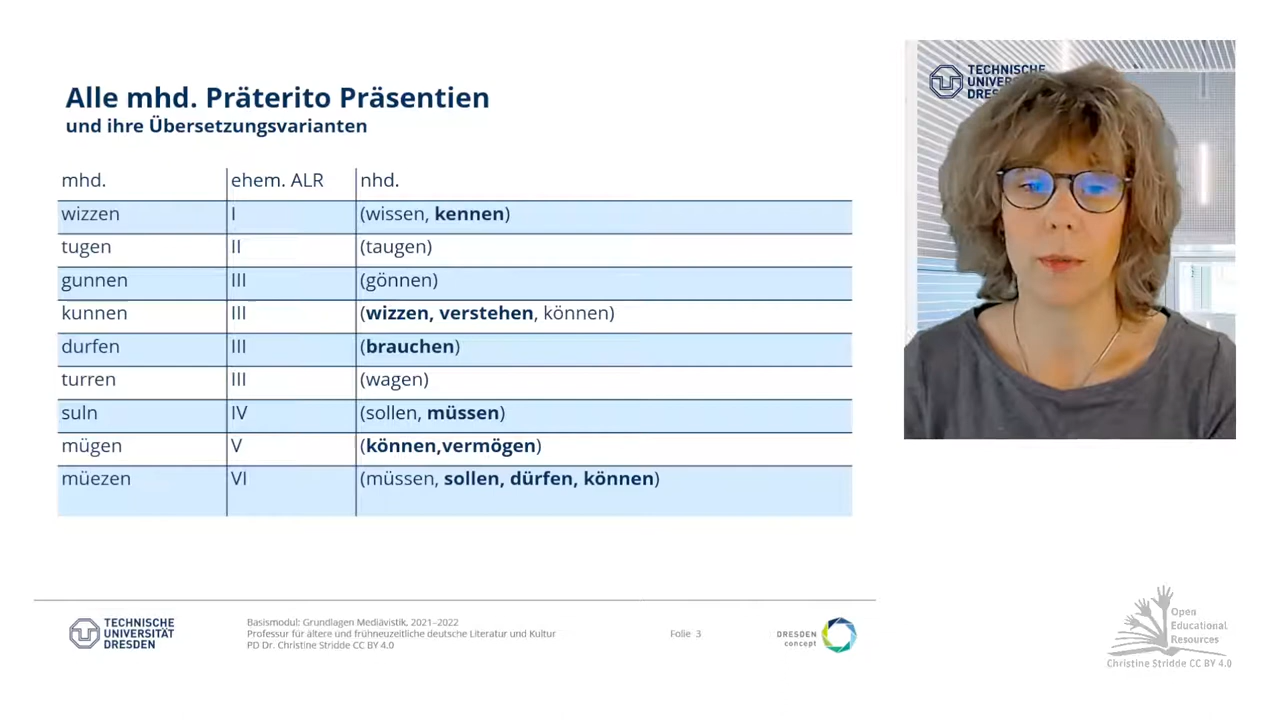 Alle mhd. Präterito Präsentien
und ihre Übersetzungsvarianten
mhd. ehem. ALR nhd.
wizzen I (wissen, kennen)
tugen II (taugen)
gunnen III (gönnen)
kunnen III (wizzen, verstehen, können)
durfen III (brauchen)
turren III (wagen)
suln IV (sollen, müssen)
mügen V (können,vermögen)
müezen VI (müssen, sollen, dürfen, können)
TECHNISCHE
UNIVERSITÄT
DRESDEN
Basismodul: Grundlagen Mediävistik, 2021–2022
Professur für ältere und frühneuzeitliche deutsche Literatur und Kultur
PD Dr. Christine Stridde CC BY 4.0
Folie 3
DRESDEN
concept
TECHNISCHE
UNIVER
DRES
Open
Educational
Resources
Christine Stridde CC BY 4.0